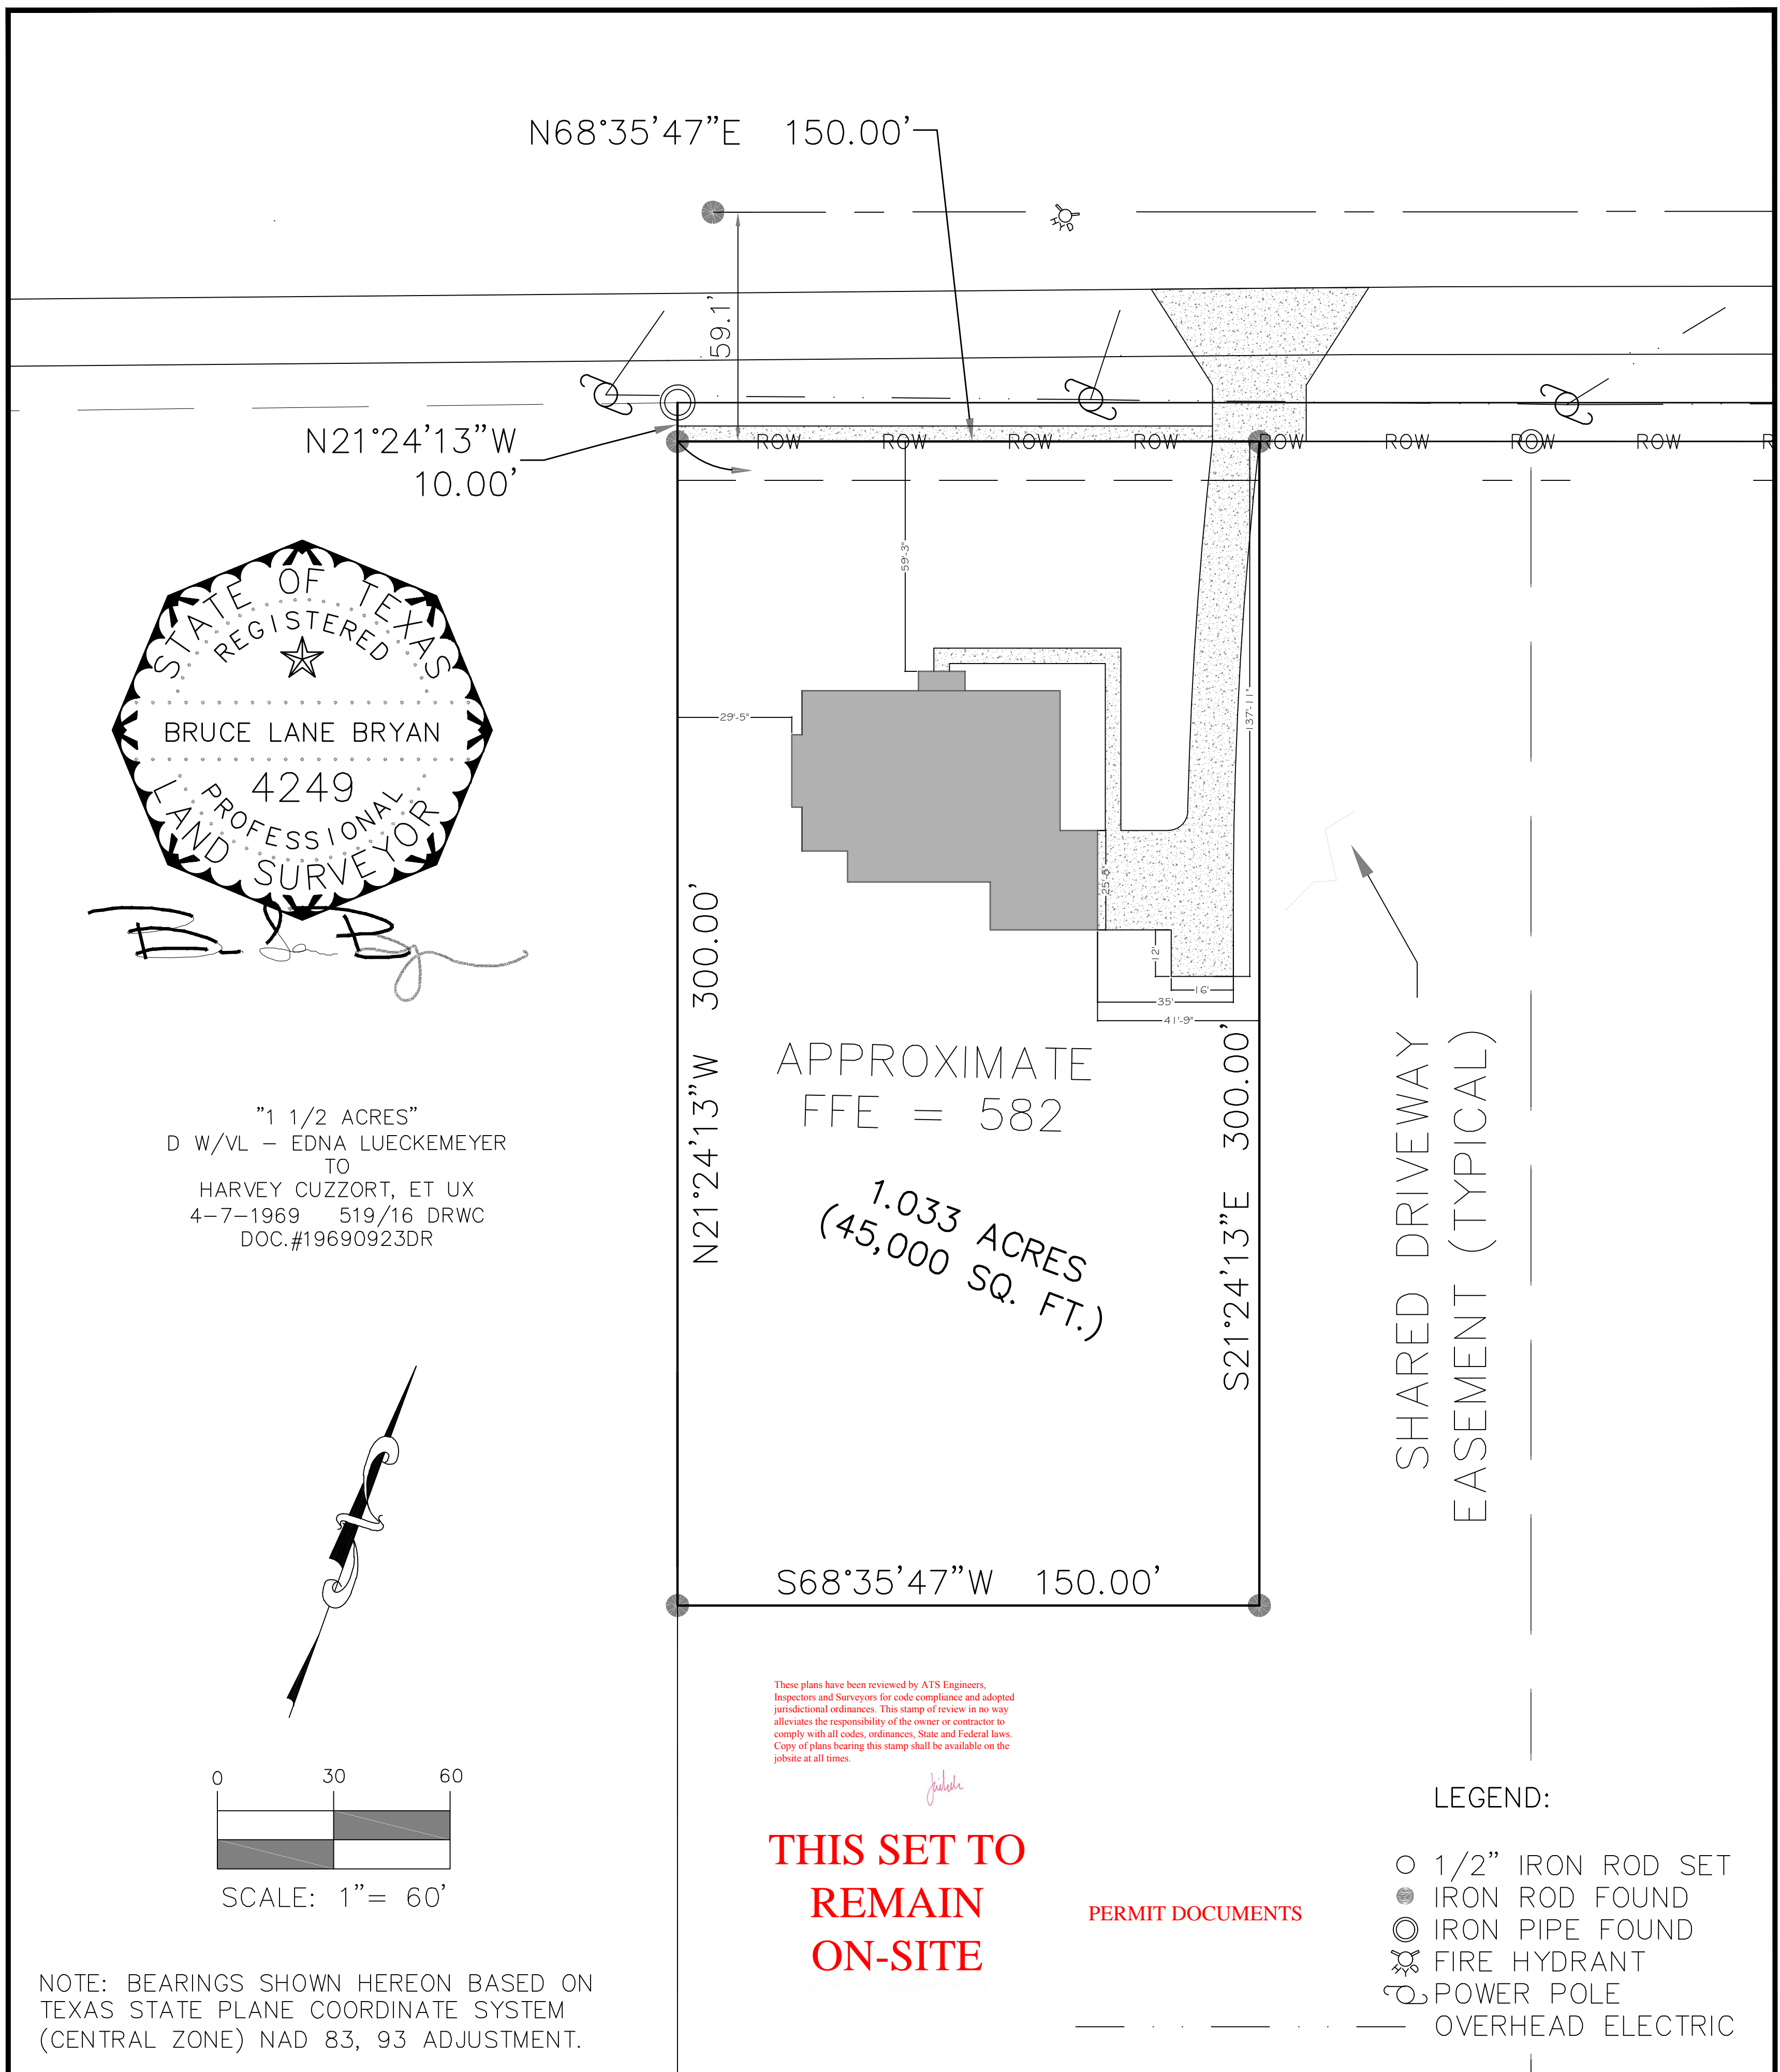 N68°35'47"E 150.00'
HYD
59.1'
N21°24'13"W
10.00'
ROW ROW ROW ROW ROW ROW ROW ROW R
59'-3"
STATE OF TEXAS
REGISTERED
BRUCE LANE BRYAN
4249
PROFESSIONAL
LAND SURVEYOR
29'-5"
137'-11"
25'-8"
12'
16'
35'
41'-9"
N21°24'13"W 300.00'
S21°24'13"E 300.00'
APPROXIMATE
FFE = 582
1.033 ACRES
(45,000 SQ. FT.)
SHARED DRIVEWAY
EASEMENT (TYPICAL)
"1 1/2 ACRES"
D W/VL – EDNA LUECKEMEYER
TO
HARVEY CUZZORT, ET UX
4–7–1969 519/16 DRWC
DOC.#19690923DR
S68°35'47"W 150.00'
These plans have been reviewed by ATS Engineers,
Inspectors and Surveyors for code compliance and adopted
jurisdictional ordinances. This stamp of review in no way
alleviates the responsibility of the owner or contractor to
comply with all codes, ordinances, State and Federal laws.
Copy of plans bearing this stamp shall be available on the
jobsite at all times.
THIS SET TO
REMAIN
ON-SITE
PERMIT DOCUMENTS
0 30 60
SCALE: 1"= 60'
NOTE: BEARINGS SHOWN HEREON BASED ON
TEXAS STATE PLANE COORDINATE SYSTEM
(CENTRAL ZONE) NAD 83, 93 ADJUSTMENT.
LEGEND:
1/2" IRON ROD SET
IRON ROD FOUND
IRON PIPE FOUND
HYD FIRE HYDRANT
POWER POLE
OVERHEAD ELECTRIC